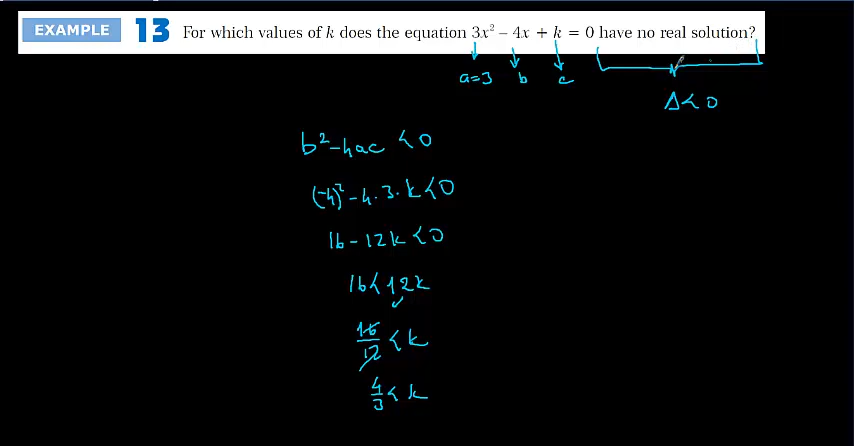 EXAMPLE 13 For which values of k does the equation 3x² – 4x + k = 0 have no real solution?
a=3 b c
Δ<0
b²-4ac <0
(-4)² - 4.3.k<0
16-12k<0
16<12k
16/12 <k
4/3 < k